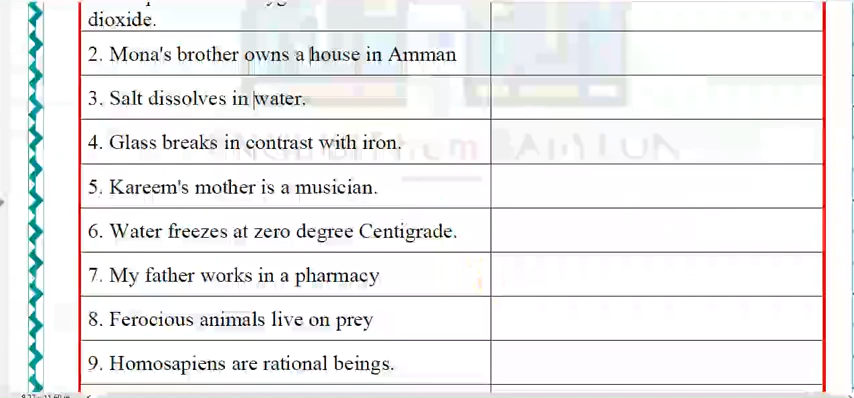 dioxide.
2. Mona's brother owns a house in Amman
3. Salt dissolves in water.
4. Glass breaks in contrast with iron.
5. Kareem's mother is a musician.
6. Water freezes at zero degree Centigrade.
7. My father works in a pharmacy
8. Ferocious animals live on prey
9. Homosapiens are rational beings.